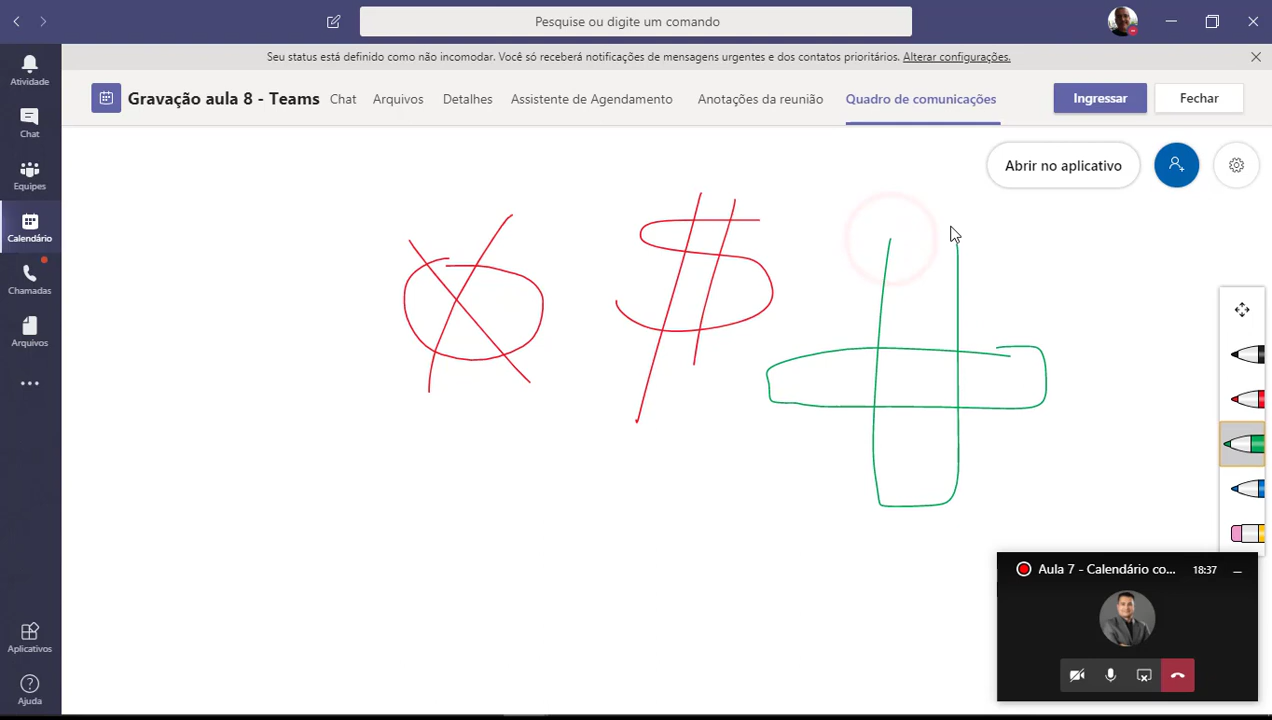 Pesquise ou digite um comando
Seu status está definido como não incomodar. Você só receberá notificações de mensagens urgentes e dos contatos prioritários. Alterar configurações.
Atividade
Chat
Equipes
Calendário
Chamadas
Arquivos
Aplicativos
Ajuda
Gravação aula 8 - Teams Chat Arquivos Detalhes Assistente de Agendamento Anotações da reunião Quadro de comunicações Ingressar Fechar
Abrir no aplicativo
$
Aula 7 - Calendário co... 18:37